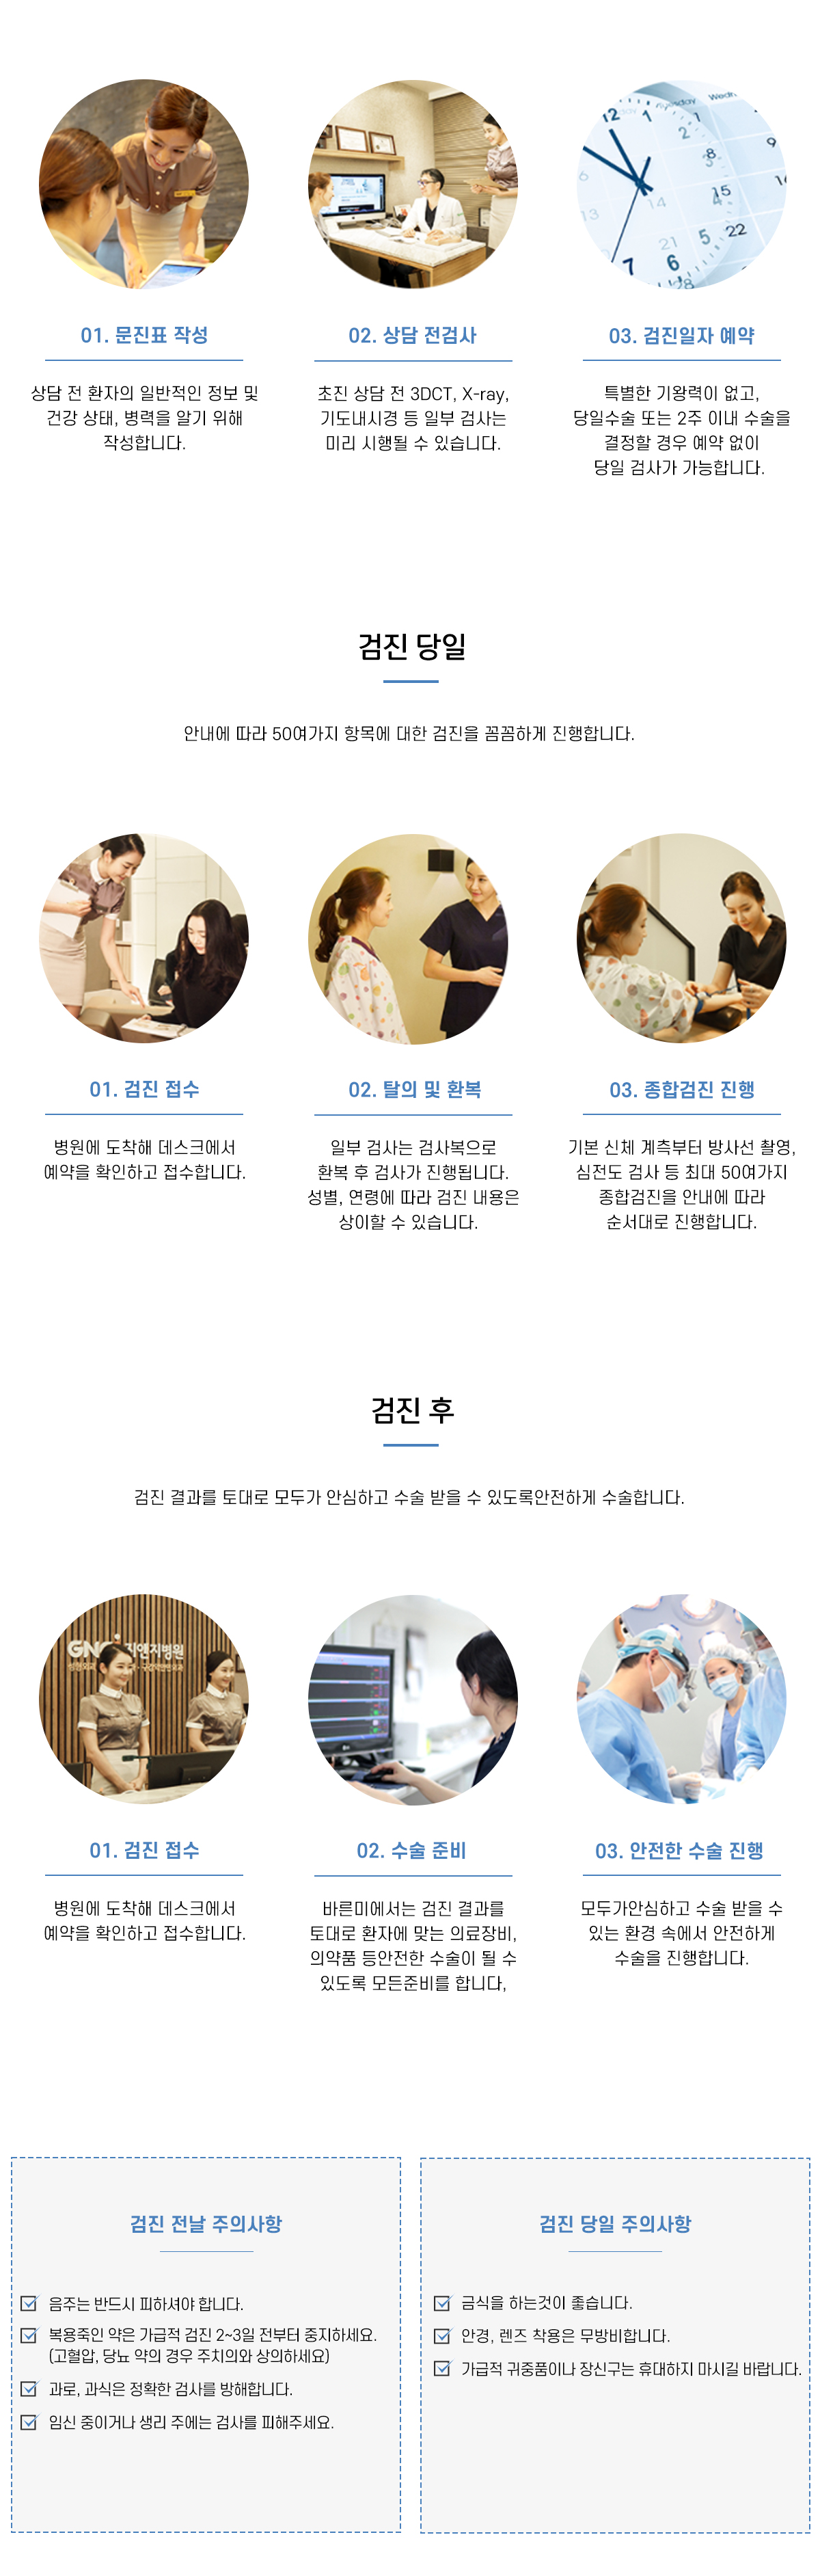 01. 문진표 작성
상담 전 환자의 일반적인 정보 및
건강 상태, 병력을 알기 위해
작성합니다.
02. 상담 전검사
초진 상담 전 3DCT, X-ray,
기도내시경 등 일부 검사는
미리 시행될 수 있습니다.
03. 검진일자 예약
특별한 기왕력이 없고,
당일수술 또는 2주 이내 수술을
결정할 경우 예약 없이
당일 검사가 가능합니다.
검진 당일
안내에 따라 50여가지 항목에 대한 검진을 꼼꼼하게 진행합니다.
01. 검진 접수
병원에 도착해 데스크에서
예약을 확인하고 접수합니다.
02. 탈의 및 환복
일부 검사는 검사복으로
환복 후 검사가 진행됩니다.
성별, 연령에 따라 검진 내용은
상이할 수 있습니다.
03. 종합검진 진행
기본 신체 계측부터 방사선 촬영,
심전도 검사 등 최대 50여가지
종합검진을 안내에 따라
순서대로 진행합니다.
검진 후
검진 결과를 토대로 모두가 안심하고 수술 받을 수 있도록안전하게 수술합니다.
지앤지병원
01. 검진 접수
병원에 도착해 데스크에서
예약을 확인하고 접수합니다.
02. 수술 준비
바른미에서는 검진 결과를
토대로 환자에 맞는 의료장비,
의약품 등안전한 수술이 될 수
있도록 모든준비를 합니다,
03. 안전한 수술 진행
모두가안심하고 수술 받을 수
있는 환경 속에서 안전하게
수술을 진행합니다.
검진 전날 주의사항
음주는 반드시 피하셔야 합니다.
복용죽인 약은 가급적 검진 2~3일 전부터 중지하세요.
(고혈압, 당뇨 약의 경우 주치의와 상의하세요)
과로, 과식은 정확한 검사를 방해합니다.
임신 중이거나 생리 주에는 검사를 피해주세요.
검진 당일 주의사항
금식을 하는것이 좋습니다.
안경, 렌즈 착용은 무방비합니다.
가급적 귀중품이나 장신구는 휴대하지 마시길 바랍니다.